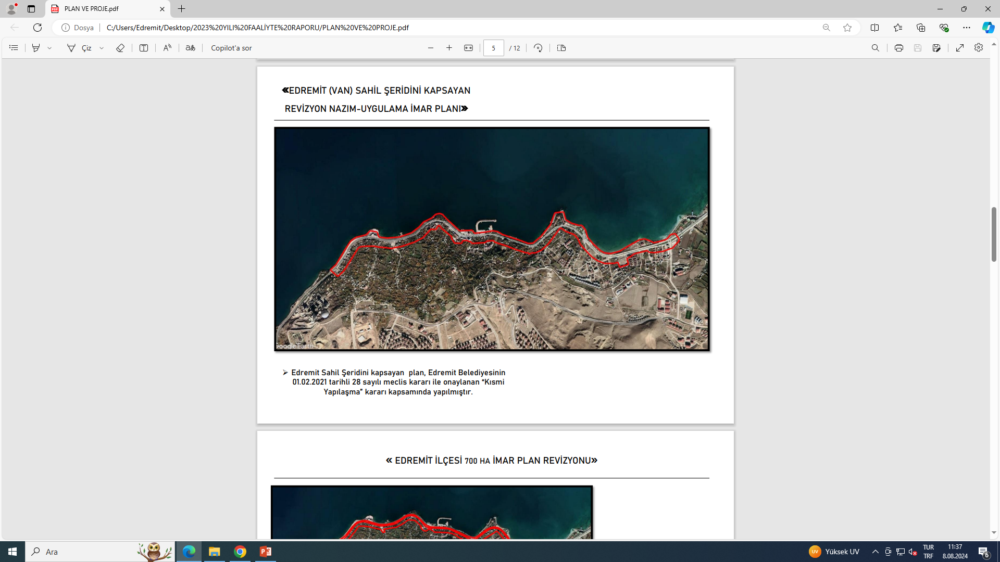 PLAN VE PROJE.pdf
Dosya
C:/Users/Edremit/Desktop/2023%20YILI%20FAALİYTE%20RAPORU/PLAN%20VE%20PROJE.pdf
Çiz
Copilot'a sor
5
/ 12
«EDREMİT (VAN) SAHİL ŞERİDİNİ KAPSAYAN
REVİZYON NAZIM-UYGULAMA İMAR PLANI»
Google Earth
➢ Edremit Sahil Şeridini kapsayan plan, Edremit Belediyesinin
01.02.2021 tarihli 28 sayılı meclis kararı ile onaylanan “Kısmi
Yapılaşma” kararı kapsamında yapılmıştır.
« EDREMİT İLÇESİ 700 HA İMAR PLAN REVİZYONU»
Ara
UV
Yüksek UV
TUR
TRF
11:37
8.08.2024
6